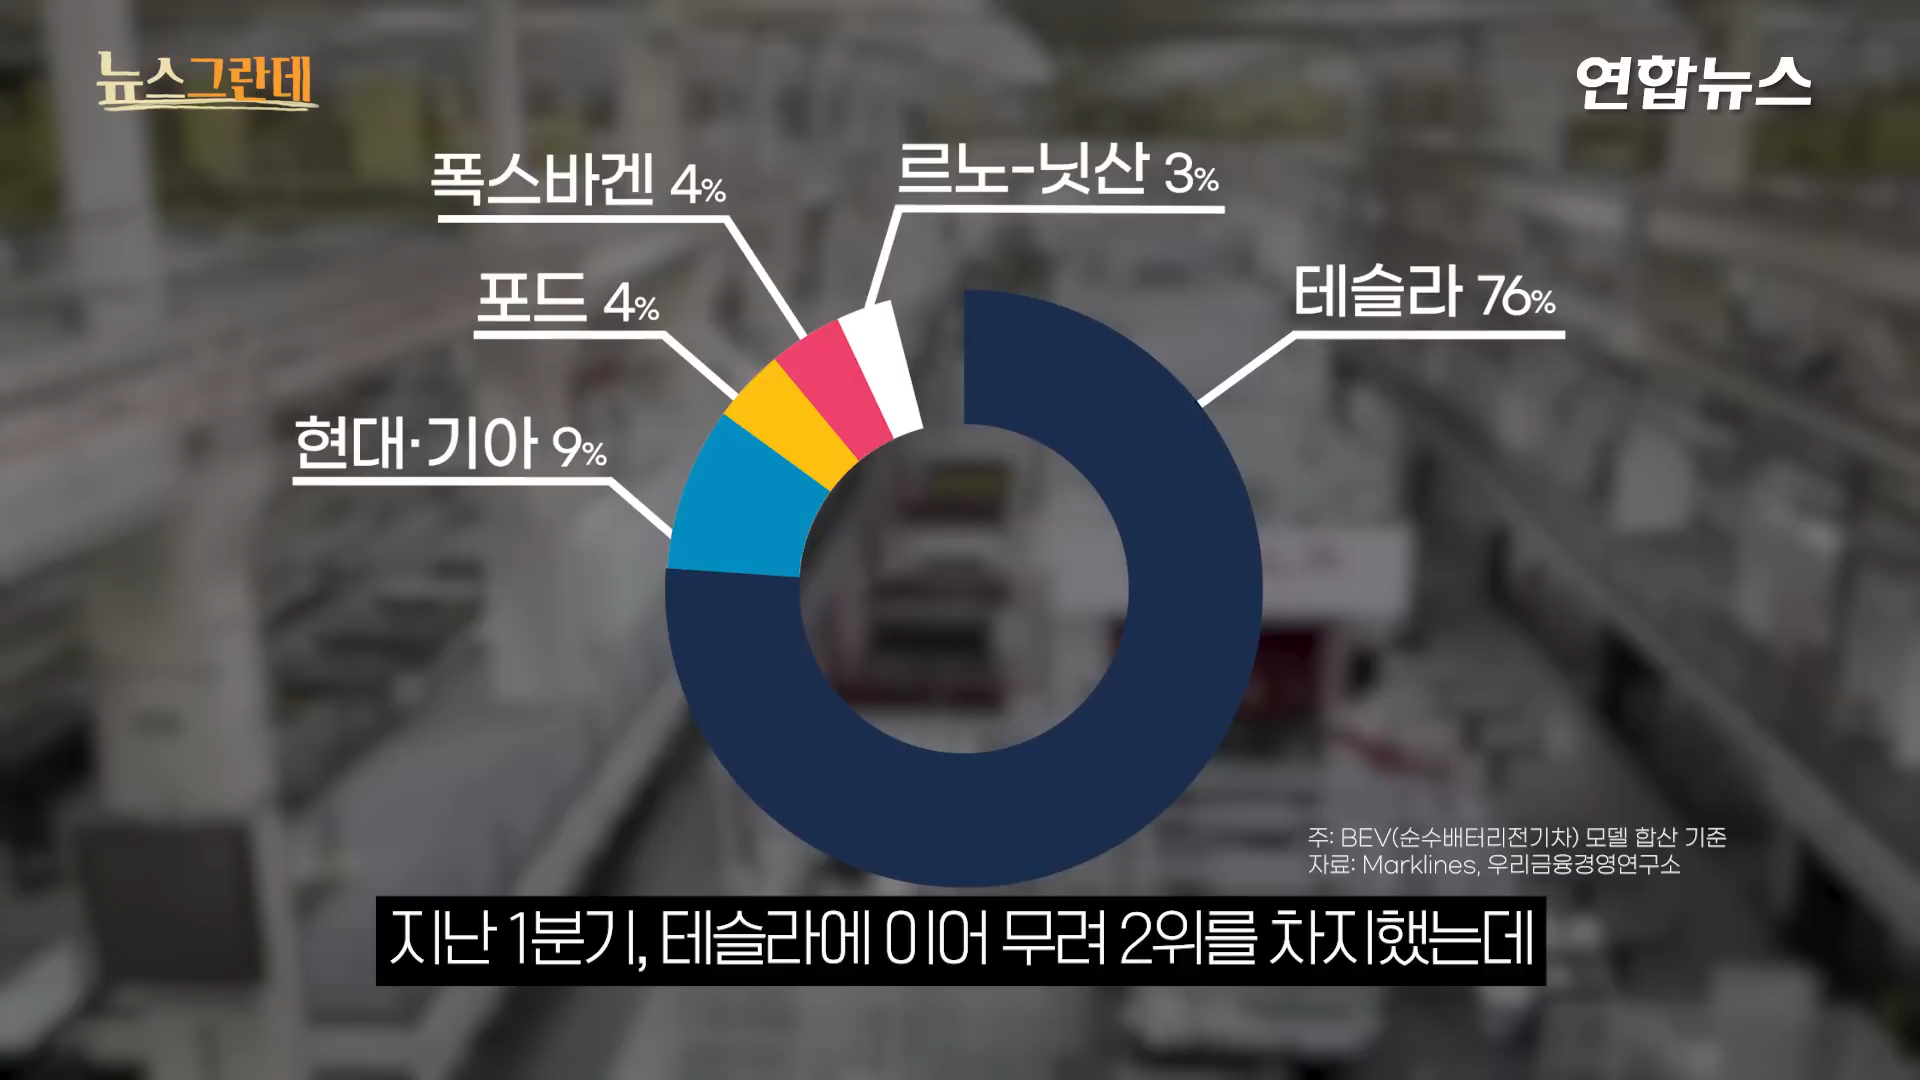 뉴스그란데
연합뉴스
폭스바겐 4%
르노-닛산 3%
포드 4%
테슬라 76%
현대·기아 9%
주: BEV(순수배터리전기차) 모델 합산 기준
자료: Marklines, 우리금융경영연구소
지난 1분기, 테슬라에 이어 무려 2위를 차지했는데